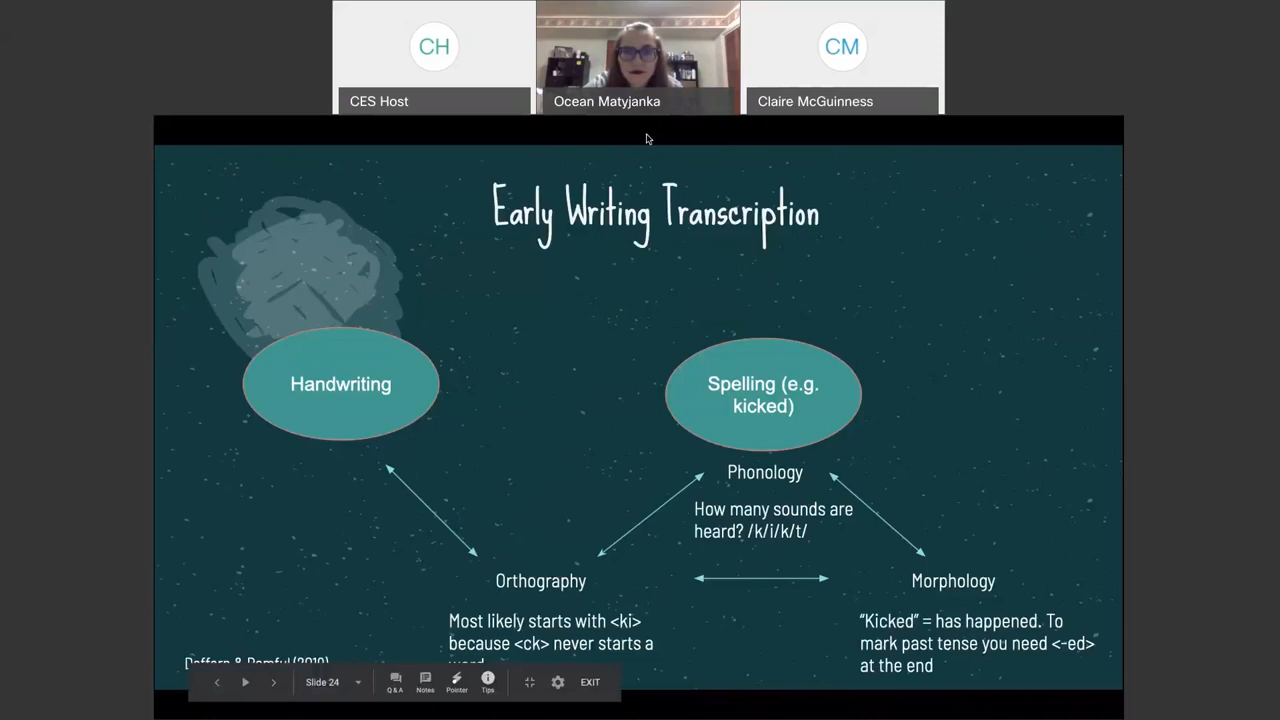 CH
CM
CES Host
Ocean Matyjanka
Claire McGuinness
Early Writing Transcription
Handwriting
Spelling (e.g.
kicked)
Phonology
How many sounds are
heard? /k/i/k/t/
Orthography
Most likely starts with <ki>
because <ck> never starts a
Morphology
"Kicked" = has happened. To
mark past tense you need <-ed>
at the end
Slide 24
Q & A
Notes
Pointer
Tips
EXIT